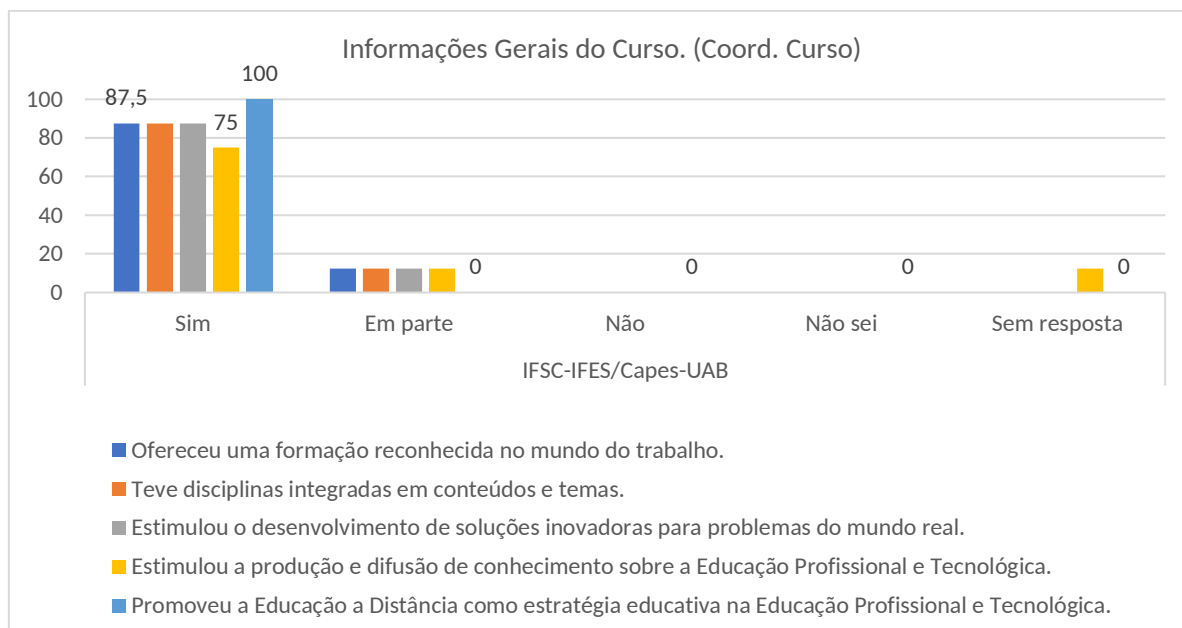 Informações Gerais do Curso. (Coord. Curso)
100
87,5
75
100
80
60
40
20
0
0
0
0
0
Sim
Em parte
Não
Não sei
Sem resposta
IFSC-IFES/Capes-UAB
Ofereceu uma formação reconhecida no mundo do trabalho.
Teve disciplinas integradas em conteúdos e temas.
Estimulou o desenvolvimento de soluções inovadoras para problemas do mundo real.
Estimulou a produção e difusão de conhecimento sobre a Educação Profissional e Tecnológica.
Promoveu a Educação a Distância como estratégia educativa na Educação Profissional e Tecnológica.